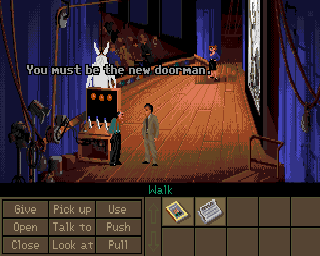 You must be the new doorman.
Walk
Give Pick up Use
Open Talk to Push
Close Look at Pull